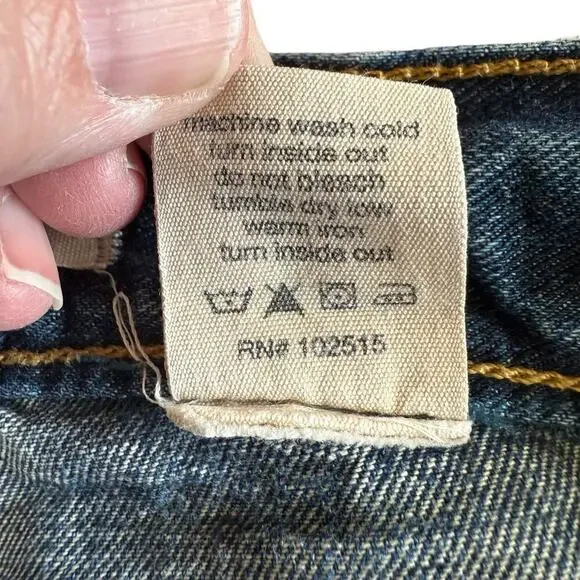 machine wash cold
turn inside out
do not bleach
tumble dry low
warm iron
turn inside out
RN# 102515